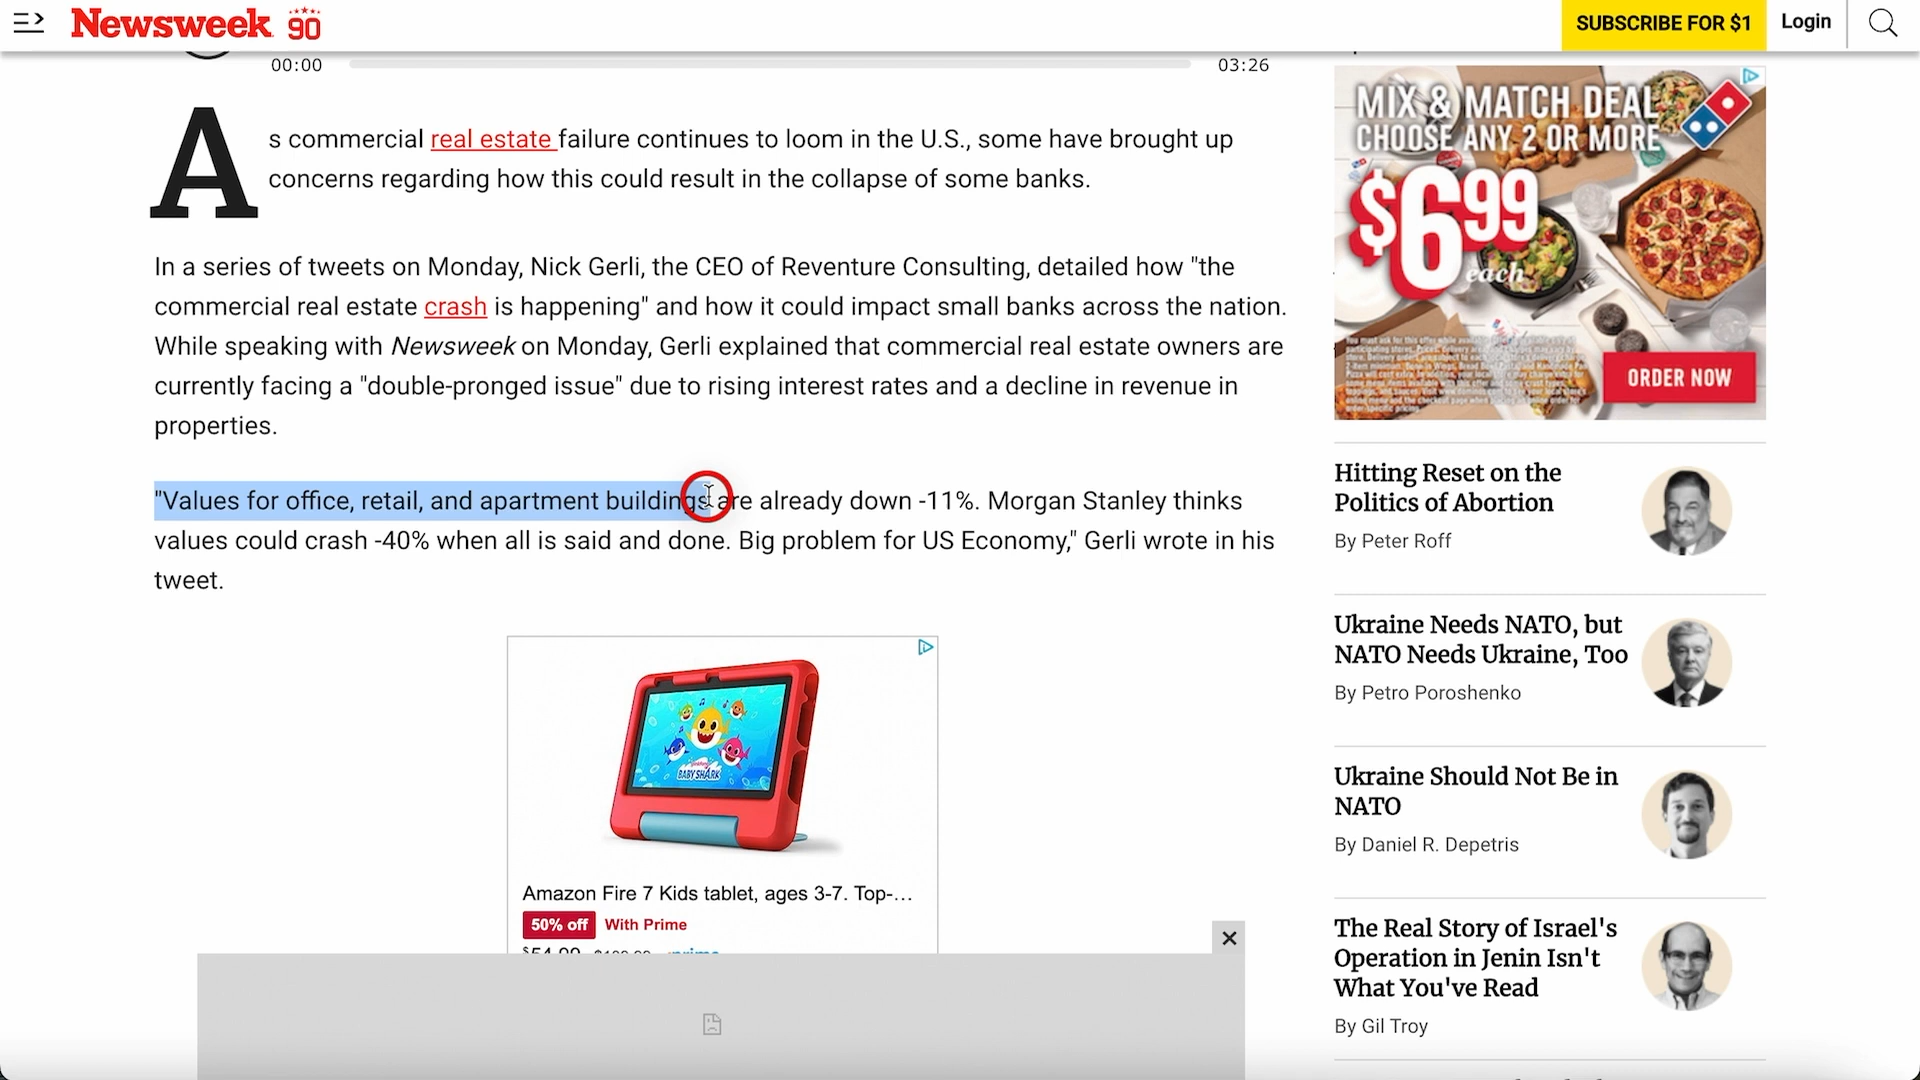 Newsweek 90
SUBSCRIBE FOR $1
Login
00:00
03:26
As commercial real estate failure continues to loom in the U.S., some have brought up
concerns regarding how this could result in the collapse of some banks.
In a series of tweets on Monday, Nick Gerli, the CEO of Reventure Consulting, detailed how "the
commercial real estate crash is happening" and how it could impact small banks across the nation.
While speaking with Newsweek on Monday, Gerli explained that commercial real estate owners are
currently facing a "double-pronged issue" due to rising interest rates and a decline in revenue in
properties.
"Values for office, retail, and apartment buildings are already down -11%. Morgan Stanley thinks
values could crash -40% when all is said and done. Big problem for US Economy," Gerli wrote in his
tweet.
BABY SHARK
Amazon Fire 7 Kids tablet, ages 3-7. Top-...
50% off With Prime
MIX & MATCH DEAL
CHOOSE ANY 2 OR MORE
$6.99
each
ORDER NOW
Hitting Reset on the
Politics of Abortion
By Peter Roff
Ukraine Needs NATO, but
NATO Needs Ukraine, Too
By Petro Poroshenko
Ukraine Should Not Be in
NATO
By Daniel R. Depetris
The Real Story of Israel's
Operation in Jenin Isn't
What You've Read
By Gil Troy